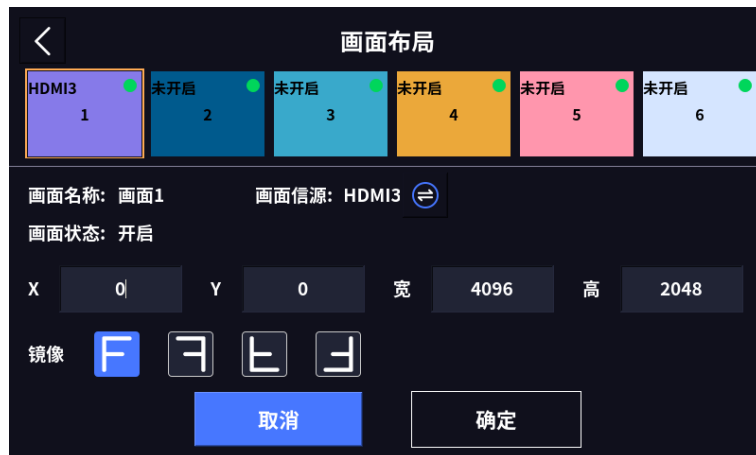 画面布局
HDMI3 未开启 未开启 未开启 未开启 未开启
1 2 3 4 5 6
画面名称: 画面1 画面信源: HDMI3
画面状态: 开启
X 0 Y 0 宽 4096 高 2048
镜像
取消 确定